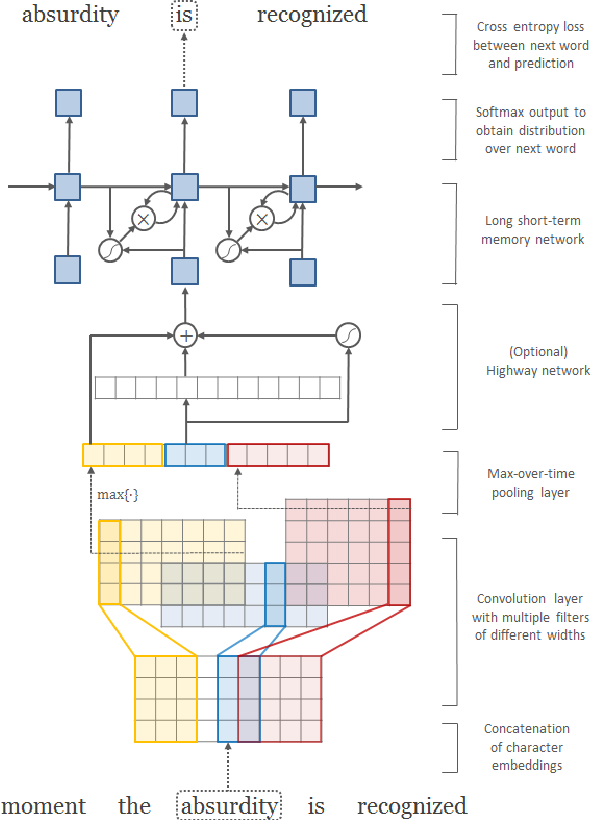 absurdity is recognized
Cross entropy loss
between next word
and prediction
Softmax output to
obtain distribution
over next word
Long short-term
memory network
(Optional)
Highway network
Max-over-time
pooling layer
max{·}
Convolution layer
with multiple filters
of different widths
Concatenation
of character
embeddings
moment the absurdity is recognized